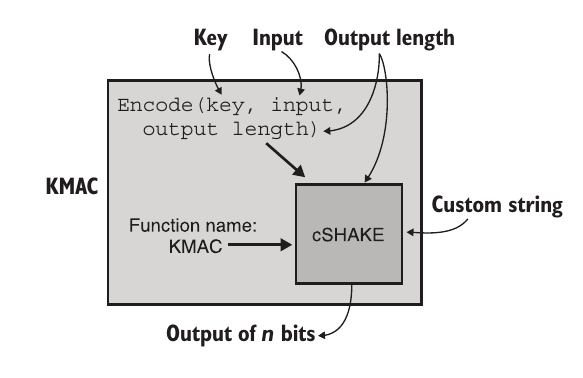 Key Input Output length
Encode(key, input,
output length)
KMAC
Custom string
Function name:
KMAC
cSHAKE
Output of n bits